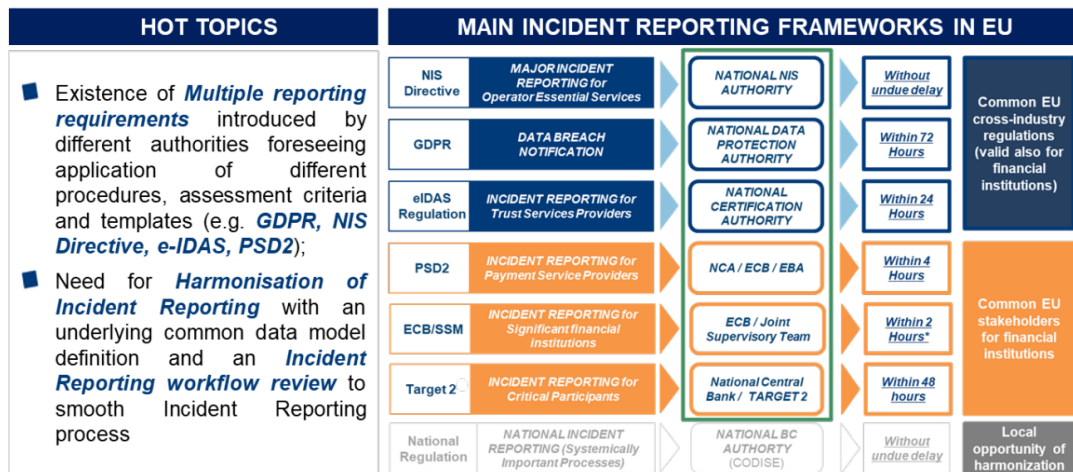 HOT TOPICS
Existence of Multiple reporting
requirements introduced by
different authorities foreseeing
application of different
procedures, assessment criteria
and templates (e.g. GDPR, NIS
Directive, e-IDAS, PSD2);
Need for Harmonisation of
Incident Reporting with an
underlying common data model
definition and an Incident
Reporting workflow review to
smooth Incident Reporting
process
MAIN INCIDENT REPORTING FRAMEWORKS IN EU
NIS
Directive
MAJOR INCIDENT
REPORTING for
Operator Essential Services
NATIONAL NIS
AUTHORITY
Without
undue delay
GDPR
DATA BREACH
NOTIFICATION
NATIONAL DATA
PROTECTION
AUTHORITY
Within 72
Hours
eIDAS
Regulation
INCIDENT REPORTING for
Trust Services Providers
NATIONAL
CERTIFICATION
AUTHORITY
Within 24
Hours
Common EU
cross-industry
regulations
(valid also for
financial
institutions)
PSD2
INCIDENT REPORTING for
Payment Service Providers
NCA / ECB / EBA
Within 4
Hours
ECB/SSM
INCIDENT REPORTING for
Significant financial
institutions
ECB / Joint
Supervisory Team
Within 2
Hours*
Target 2
INCIDENT REPORTING for
Critical Participants
National Central
Bank / TARGET 2
Within 48
hours
Common EU
stakeholders
for financial
institutions
National
Regulation
NATIONAL INCIDENT
REPORTING (Systemically
Important Processes)
NATIONAL BC
AUTHORTY
(CODISE)
Without
undue delay
Local
opportunity of
harmonization